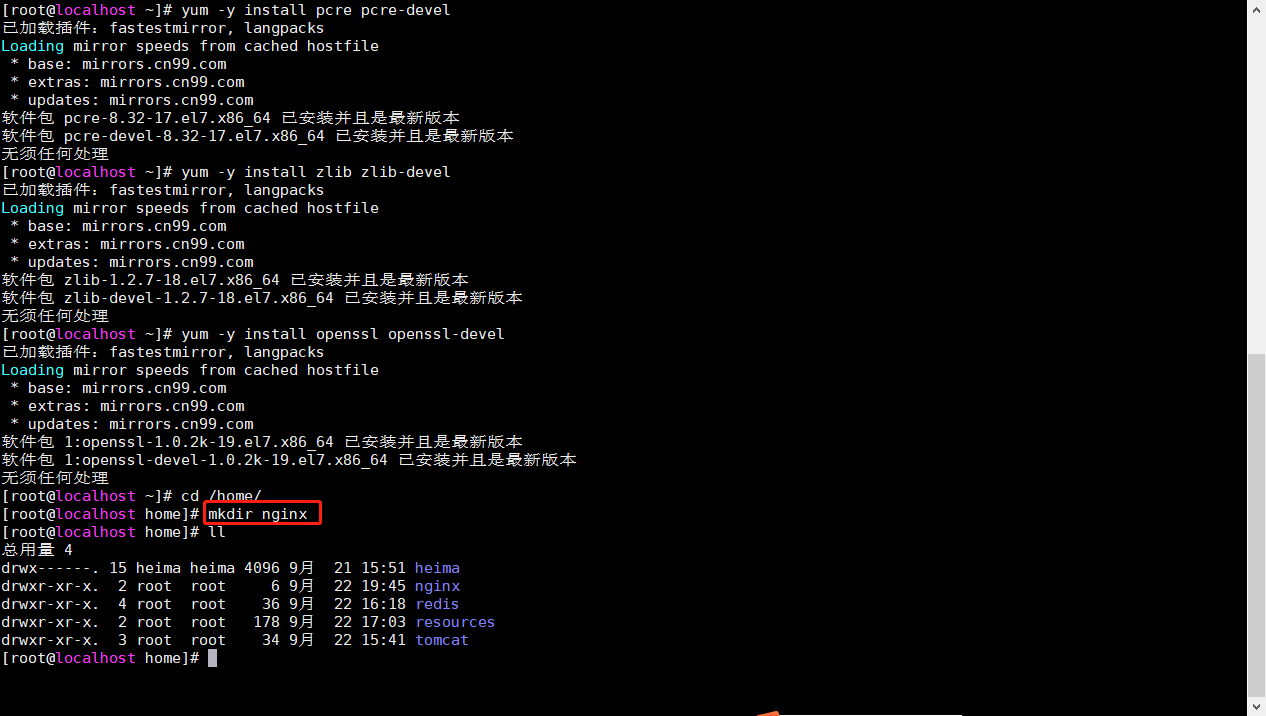 [root@localhost ~]# yum -y install pcre pcre-devel
已加载插件：fastestmirror, langpacks
Loading mirror speeds from cached hostfile
 * base: mirrors.cn99.com
 * extras: mirrors.cn99.com
 * updates: mirrors.cn99.com
软件包 pcre-8.32-17.el7.x86_64 已安装并且是最新版本
软件包 pcre-devel-8.32-17.el7.x86_64 已安装并且是最新版本
无须任何处理
[root@localhost ~]# yum -y install zlib zlib-devel
已加载插件：fastestmirror, langpacks
Loading mirror speeds from cached hostfile
 * base: mirrors.cn99.com
 * extras: mirrors.cn99.com
 * updates: mirrors.cn99.com
软件包 zlib-1.2.7-18.el7.x86_64 已安装并且是最新版本
软件包 zlib-devel-1.2.7-18.el7.x86_64 已安装并且是最新版本
无须任何处理
[root@localhost ~]# yum -y install openssl openssl-devel
已加载插件：fastestmirror, langpacks
Loading mirror speeds from cached hostfile
 * base: mirrors.cn99.com
 * extras: mirrors.cn99.com
 * updates: mirrors.cn99.com
软件包 1:openssl-1.0.2k-19.el7.x86_64 已安装并且是最新版本
软件包 1:openssl-devel-1.0.2k-19.el7.x86_64 已安装并且是最新版本
无须任何处理
[root@localhost ~]# cd /home/
[root@localhost home]# mkdir nginx
[root@localhost home]# ll
总用量 4
drwx------. 15 heima heima 4096 9月  21 15:51 heima
drwxr-xr-x.  2 root  root     6 9月  22 19:45 nginx
drwxr-xr-x.  4 root  root    36 9月  22 16:18 redis
drwxr-xr-x.  2 root  root   178 9月  22 17:03 resources
drwxr-xr-x.  3 root  root    34 9月  22 15:41 tomcat
[root@localhost home]#